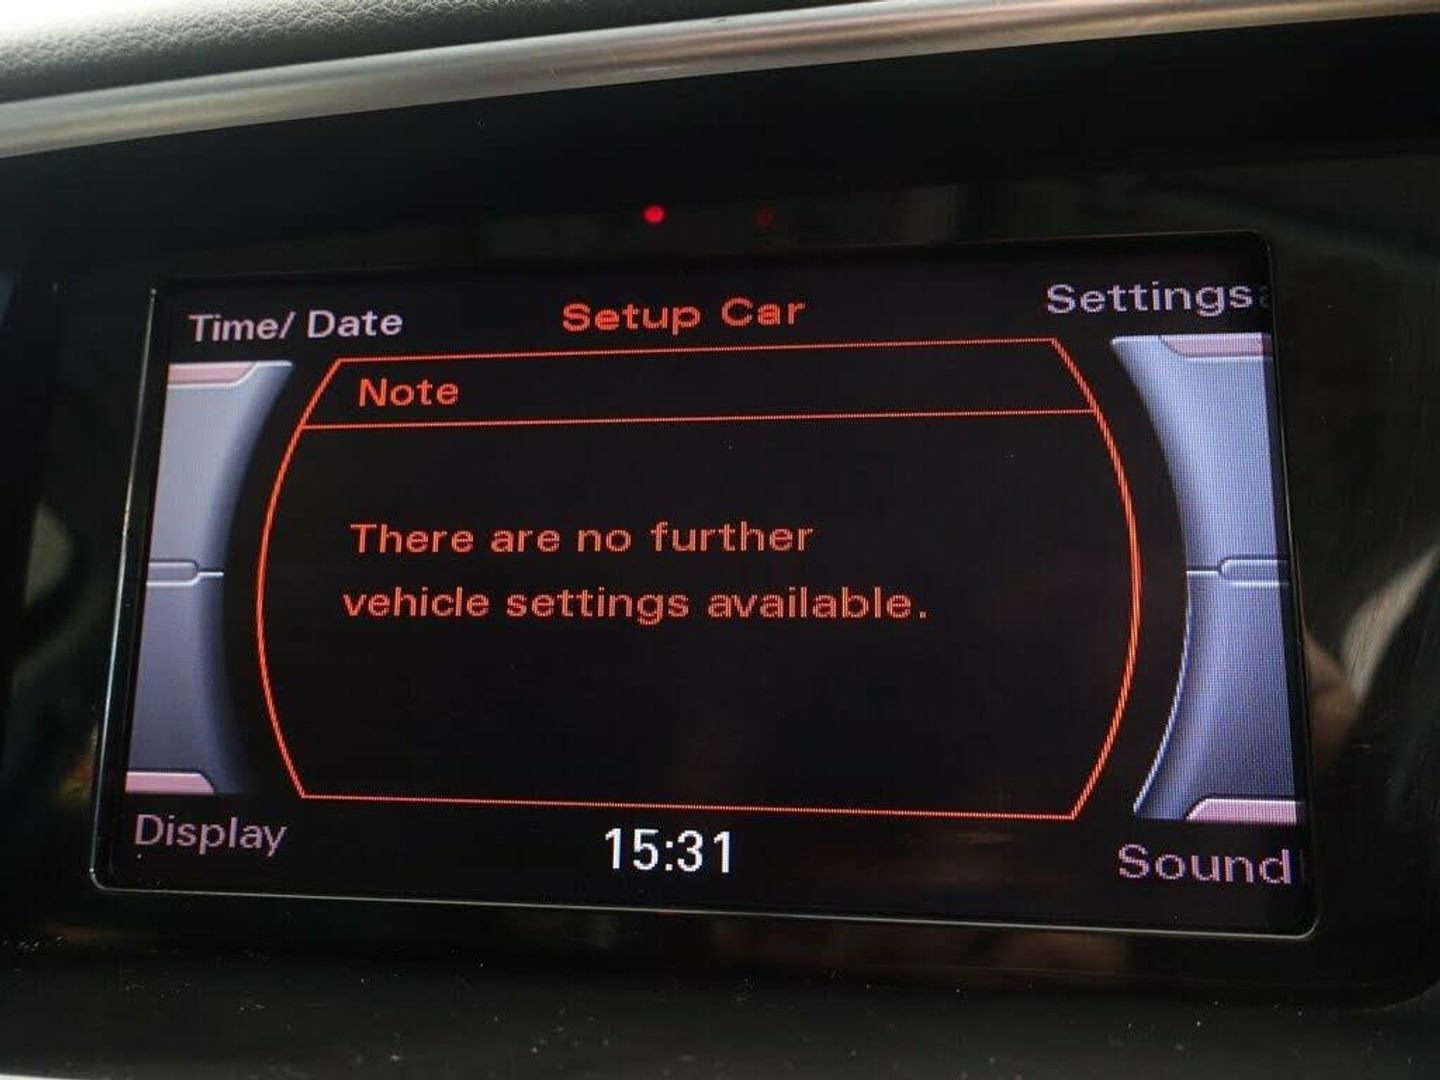 Time/ Date
Setup Car
Settings
Note
There are no further
vehicle settings available.
Display
15:31
Sound